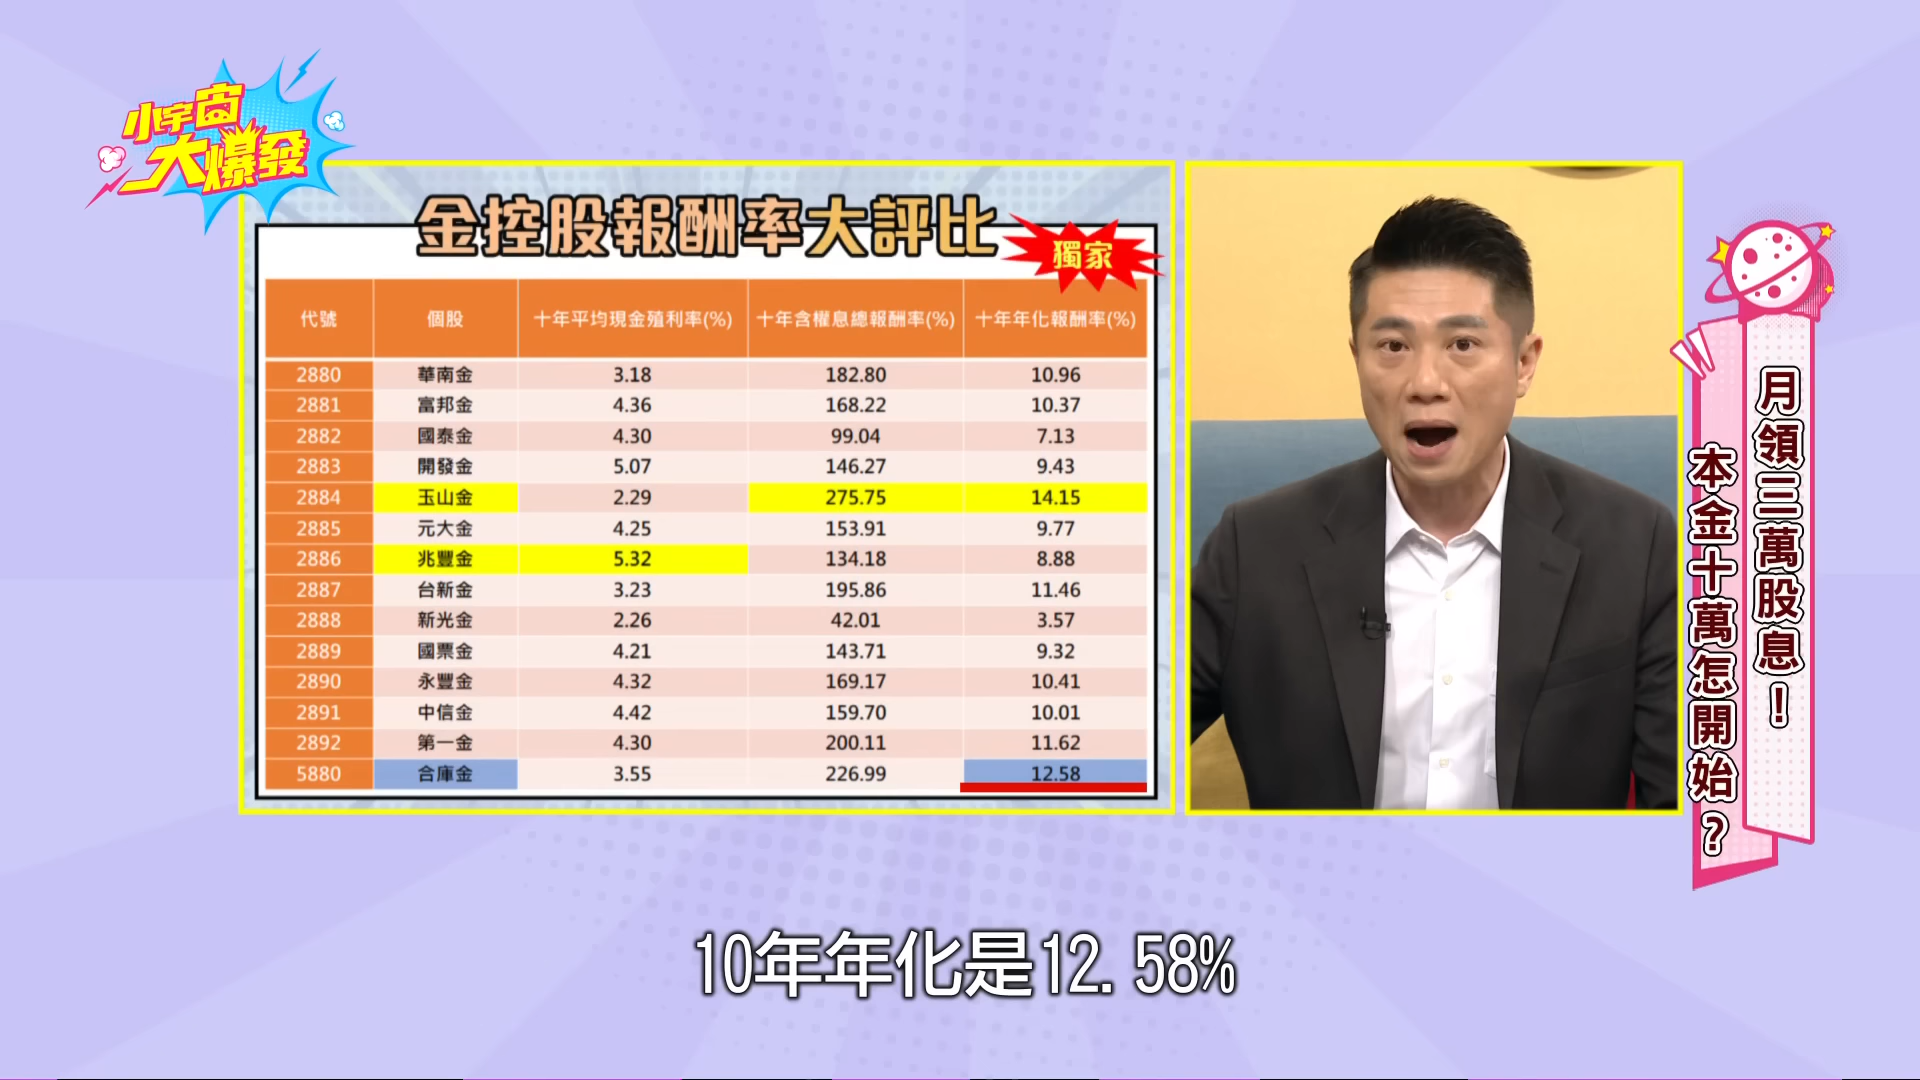 小宇宙
大爆發
金控股報酬率大評比
獨家
代號 個股 十年平均現金殖利率(%) 十年含權息總報酬率(%) 十年年化報酬率(%)
2880 華南金 3.18 182.80 10.96
2881 富邦金 4.36 168.22 10.37
2882 國泰金 4.30 99.04 7.13
2883 開發金 5.07 146.27 9.43
2884 玉山金 2.29 275.75 14.15
2885 元大金 4.25 153.91 9.77
2886 兆豐金 5.32 134.18 8.88
2887 台新金 3.23 195.86 11.46
2888 新光金 2.26 42.01 3.57
2889 國票金 4.21 143.71 9.32
2890 永豐金 4.32 169.17 10.41
2891 中信金 4.42 159.70 10.01
2892 第一金 4.30 200.11 11.62
5880 合庫金 3.55 226.99 12.58
月領三萬股息！
本金十萬怎開始？
10年年化是12.58%